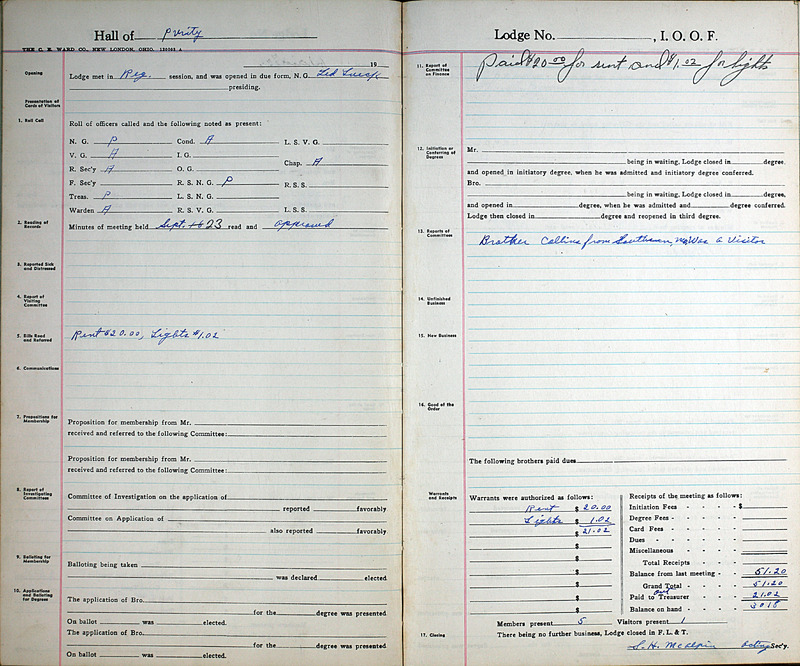 Hall of Purity
THE C. E. WARD CO., NEW LONDON, OHIO.
19
Opening
Lodge met in Reg. session, and was opened in due form, N. G.
presiding.
Presentation of Cards of Visitors
1. Roll Call
Roll of officers called and the following noted as present:
N. G. P Cond. A L. S. V. G.
V. G. A I. G.
Chap. A
R. Sec'y A O. G.
F. Sec'y R. S. N. G. P R. S. S.
Treas. P L. S. N. G.
Warden A R. S. V. G. L. S. S.
2. Reading of Records
Minutes of meeting held Sept. 23 read and approved
3. Reported Sick and Distressed
4. Report of Visiting Committee
5. Bills Read and Referred
Rent $20.00, Lights $1.02
6. Communications
7. Propositions for Membership
Proposition for membership from Mr.
received and referred to the following Committee:
Proposition for membership from Mr.
received and referred to the following Committee:
8. Report of Investigating Committees
Committee of Investigation on the application of
reported favorably
Committee on Application of
also reported favorably
9. Balloting for Membership
Balloting being taken
was declared elected.
10. Applications and Balloting for Degrees
The application of Bro.
for the degree was presented.
On ballot was elected.
The application of Bro.
for the degree was presented
On ballot was elected.
Lodge No. , I. O. O. F.
11. Report of Committee on Finance
Paid $20.00 for rent and $1.02 for lights
12. Initiation or Conferring of Degrees
Mr.
being in waiting, Lodge closed in degree,
and opened in initiatory degree, when he was admitted and initiatory degree conferred.
Bro.
being in waiting, Lodge closed in degree,
and opened in degree, when he was admitted and degree conferred.
Lodge then closed in degree and reopened in third degree.
13. Reports of Committees
Brother Collins from Southaven, was a Visitor
14. Unfinished Business
15. New Business
16. Good of the Order
The following brothers paid dues
Warrants and Receipts
Warrants were authorized as follows:
Rent $ 20.00
Lights $ 1.02
$ 21.02
$
$
$
$
$
$
Receipts of the meeting as follows:
Initiation Fees - - - - $
Degree Fees - - - - -
Card Fees - - - - -
Dues - - - - -
Miscellaneous - - - -
Total Receipts - - -
Balance from last meeting - 51.20
Grand Total - - - 51.20
Paid to Treasurer - - 21.02
out
Balance on hand - - - 30.18
Members present 5 Visitors present 1
17. Closing
There being no further business, Lodge closed in F. L. & T.
S. H. McAlpin Acting Sec'y.